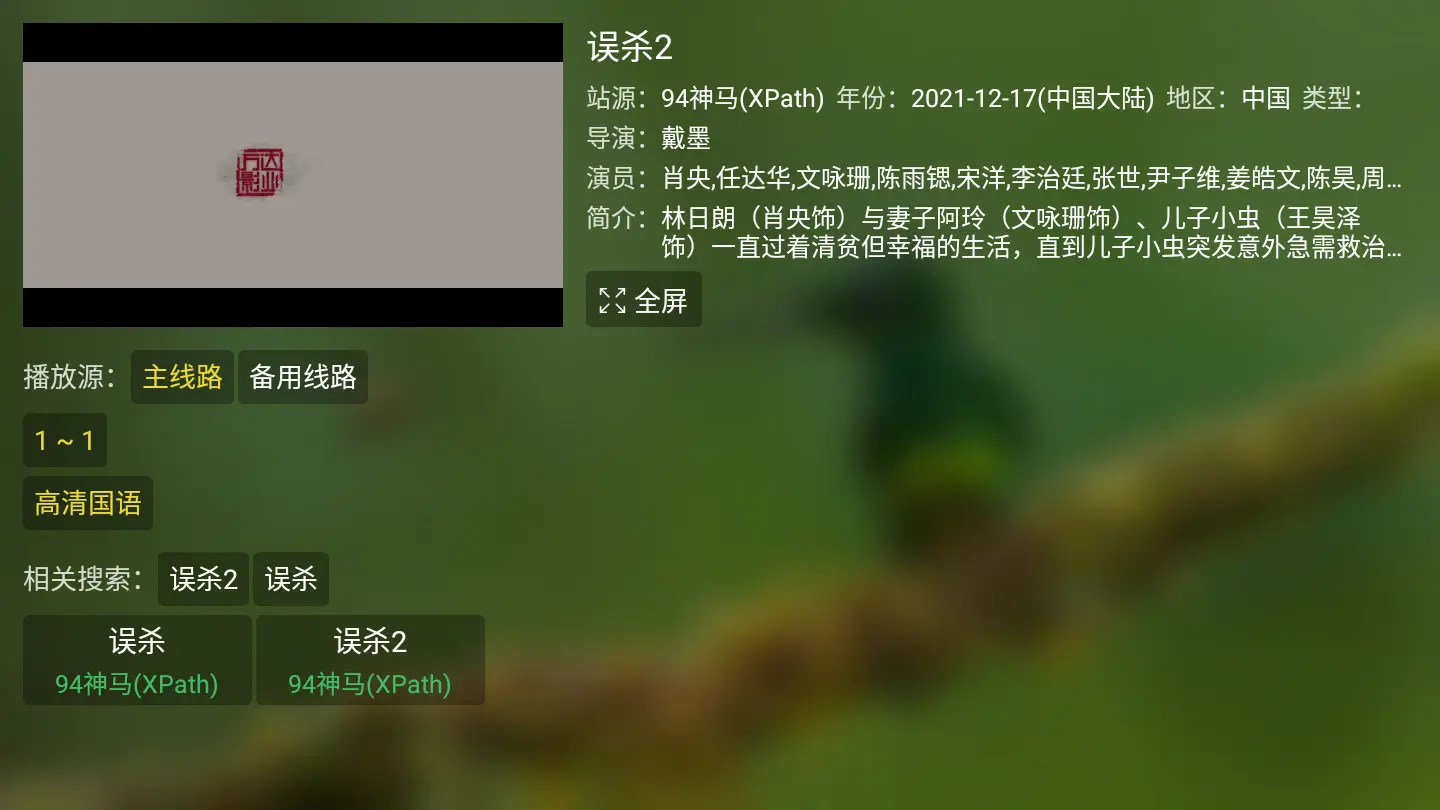 误杀2
站源：94神马(XPath) 年份：2021-12-17(中国大陆) 地区：中国 类型：
导演：戴墨
演员：肖央,任达华,文咏珊,陈雨锶,宋洋,李治廷,张世,尹子维,姜皓文,陈昊,周…
简介：林日朗（肖央饰）与妻子阿玲（文咏珊饰）、儿子小虫（王昊泽
饰）一直过着清贫但幸福的生活，直到儿子小虫突发意外急需救治…
全屏
播放源：主线路 备用线路
1 ~ 1
高清国语
相关搜索：误杀2 误杀
误杀 误杀2
94神马(XPath) 94神马(XPath)